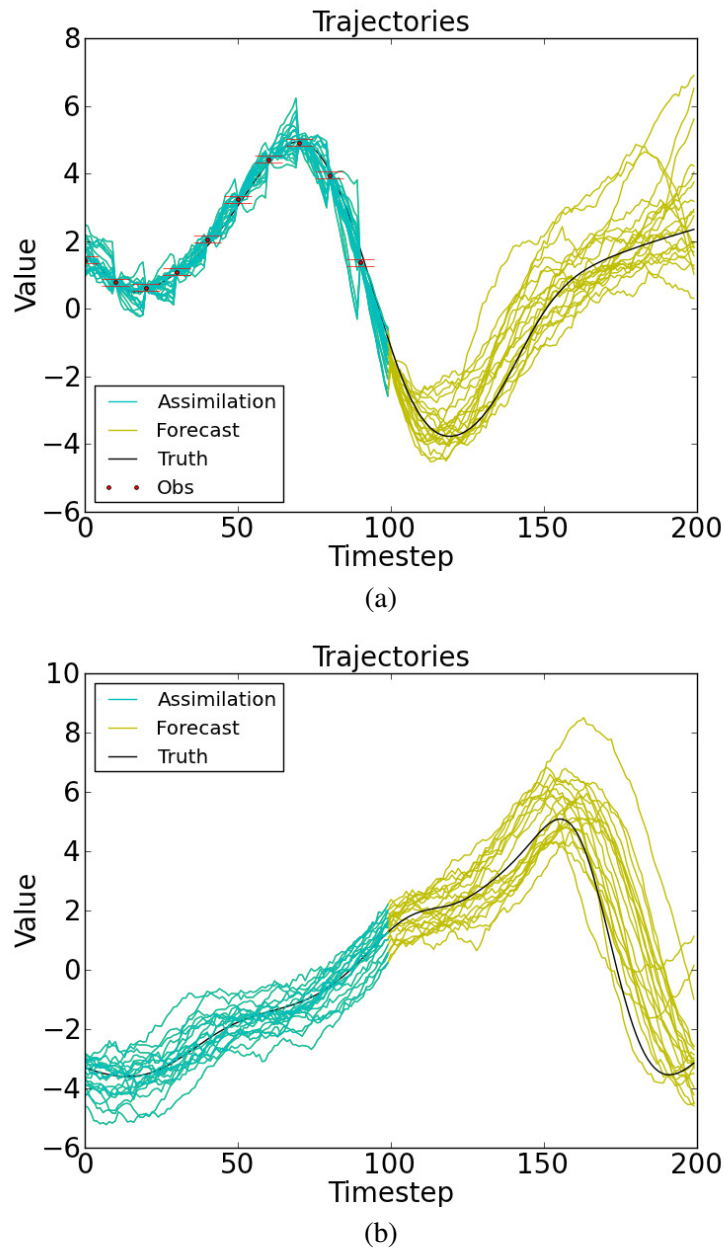 Trajectories
8
6
4
2
0
−2
−4
−6
Value
Assimilation
Forecast
Truth
Obs
0 50 100 150 200
Timestep
(a)
Trajectories
10
8
6
4
2
0
−2
−4
−6
Value
Assimilation
Forecast
Truth
0 50 100 150 200
Timestep
(b)